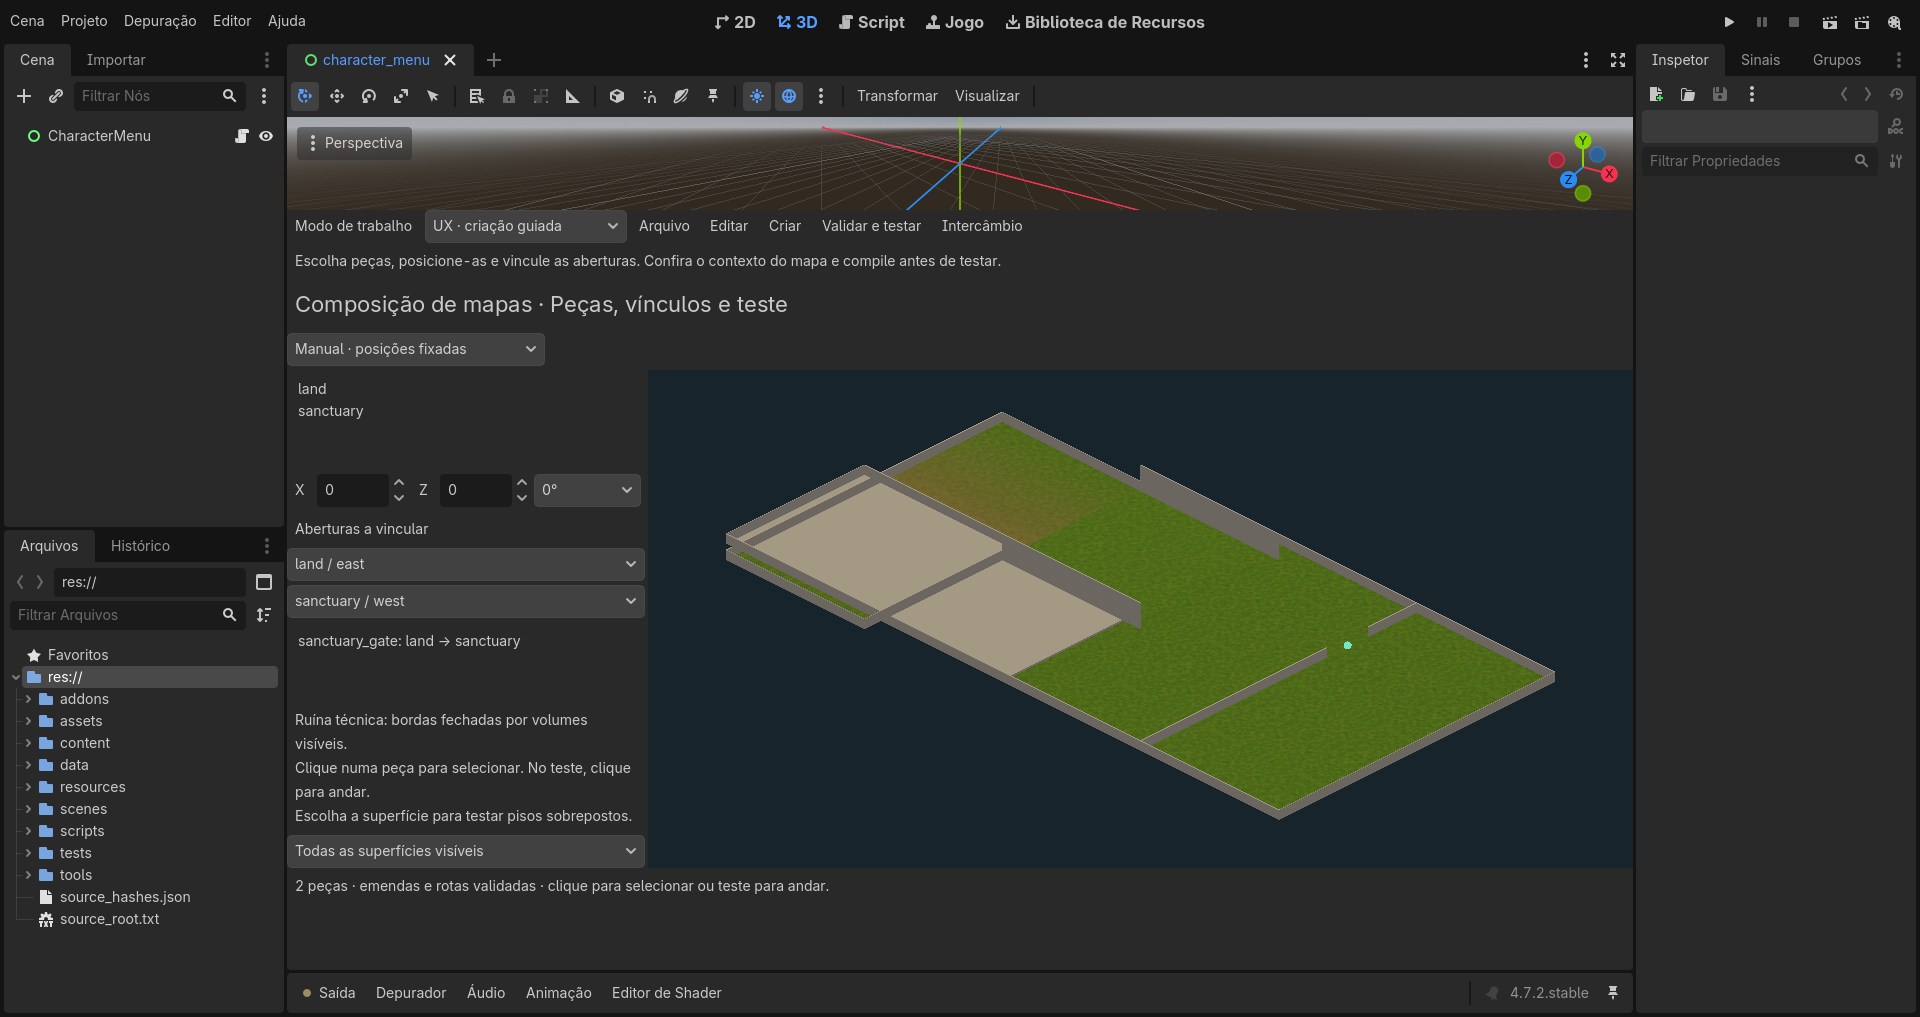 Cena Projeto Depuração Editor Ajuda
2D 3D Script Jogo Biblioteca de Recursos
Cena Importar
character_menu
Inspetor Sinais Grupos
Filtrar Nós
Transformar Visualizar
CharacterMenu
Perspectiva
Y
X
Z
DOC
Filtrar Propriedades
Modo de trabalho UX · criação guiada Arquivo Editar Criar Validar e testar Intercâmbio
Escolha peças, posicione-as e vincule as aberturas. Confira o contexto do mapa e compile antes de testar.
Composição de mapas · Peças, vínculos e teste
Manual · posições fixadas
land
sanctuary
X 0 Z 0 0°
Aberturas a vincular
land / east
sanctuary / west
sanctuary_gate: land → sanctuary
Ruína técnica: bordas fechadas por volumes
visíveis.
Clique numa peça para selecionar. No teste, clique
para andar.
Escolha a superfície para testar pisos sobrepostos.
Todas as superfícies visíveis
2 peças · emendas e rotas validadas · clique para selecionar ou teste para andar.
Arquivos Histórico
res://
Filtrar Arquivos
Favoritos
res://
addons
assets
content
data
resources
scenes
scripts
tests
tools
source_hashes.json
source_root.txt
Saída Depurador Áudio Animação Editor de Shader
4.7.2.stable